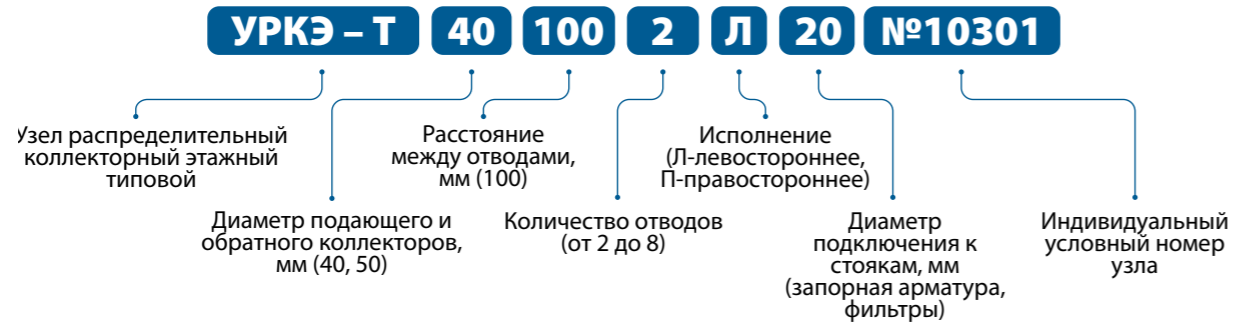 УРКЭ – Т 40 100 2 Л 20 №10301
Узел распределительный
коллекторный этажный
типовой
Расстояние
между отводами,
мм (100)
Исполнение
(Л-левостороннее,
П-правостороннее)
Диаметр подающего и
обратного коллекторов,
мм (40, 50)
Количество отводов
(от 2 до 8)
Диаметр
подключения к
стоякам, мм
(запорная арматура,
фильтры)
Индивидуальный
условный номер
узла